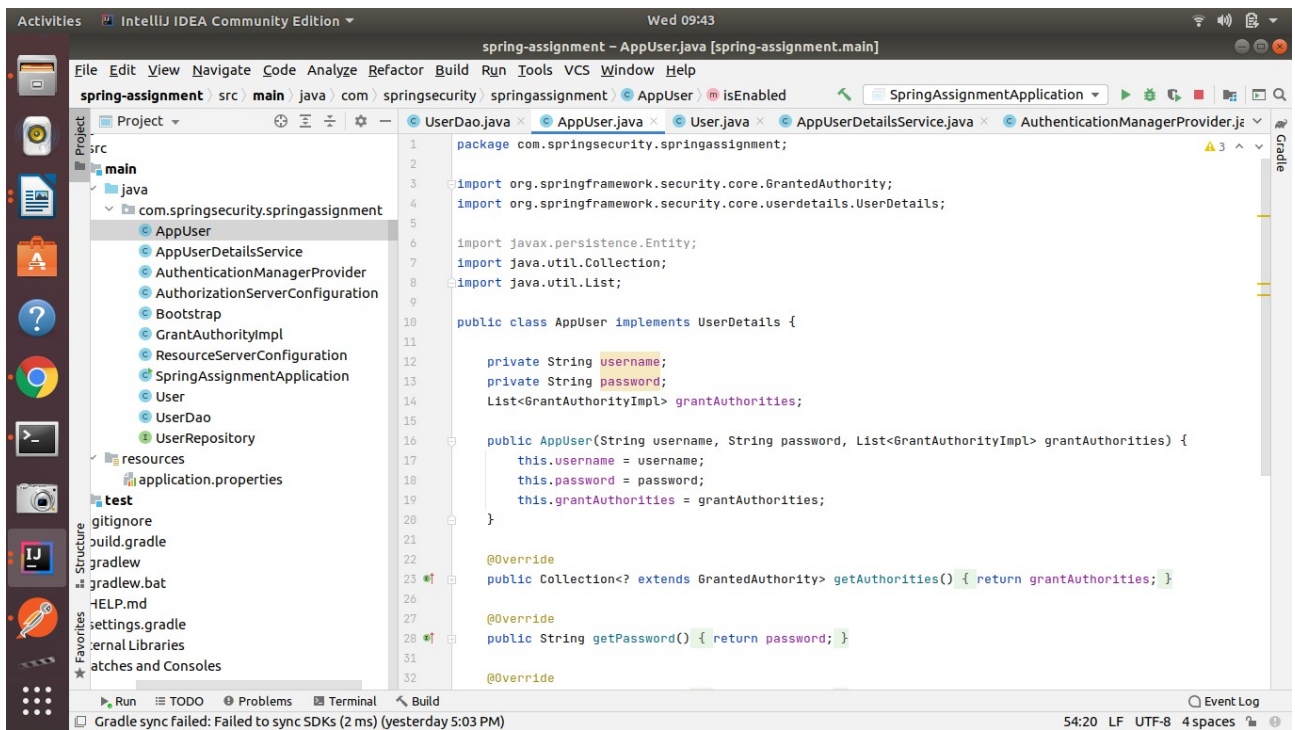 Activities IntelliJ IDEA Community Edition Wed 09:43
spring-assignment – AppUser.java [spring-assignment.main]
File Edit View Navigate Code Analyze Refactor Build Run Tools VCS Window Help
spring-assignment src main java com springsecurity springassignment AppUser isEnabled SpringAssignmentApplication
Project
UserDao.java AppUser.java User.java AppUserDetailsService.java AuthenticationManagerProvider.ja
Project
Structure
Favorites
src
main
java
com.springsecurity.springassignment
AppUser
AppUserDetailsService
AuthenticationManagerProvider
AuthorizationServerConfiguration
Bootstrap
GrantAuthorityImpl
ResourceServerConfiguration
SpringAssignmentApplication
User
UserDao
UserRepository
resources
application.properties
test
gitignore
build.gradle
gradlew
gradlew.bat
HELP.md
settings.gradle
ternal Libraries
atches and Consoles
1 package com.springsecurity.springassignment;
2
3 import org.springframework.security.core.GrantedAuthority;
4 import org.springframework.security.core.userdetails.UserDetails;
5
6 import javax.persistence.Entity;
7 import java.util.Collection;
8 import java.util.List;
9
10 public class AppUser implements UserDetails {
11
12 private String username;
13 private String password;
14 List<GrantAuthorityImpl> grantAuthorities;
15
16 public AppUser(String username, String password, List<GrantAuthorityImpl> grantAuthorities) {
17 this.username = username;
18 this.password = password;
19 this.grantAuthorities = grantAuthorities;
20 }
21
22 @Override
23 public Collection<? extends GrantedAuthority> getAuthorities() { return grantAuthorities; }
26
27 @Override
28 public String getPassword() { return password; }
31
32 @Override
3
Gradle
Run TODO Problems Terminal Build Event Log
Gradle sync failed: Failed to sync SDKs (2 ms) (yesterday 5:03 PM) 54:20 LF UTF-8 4 spaces